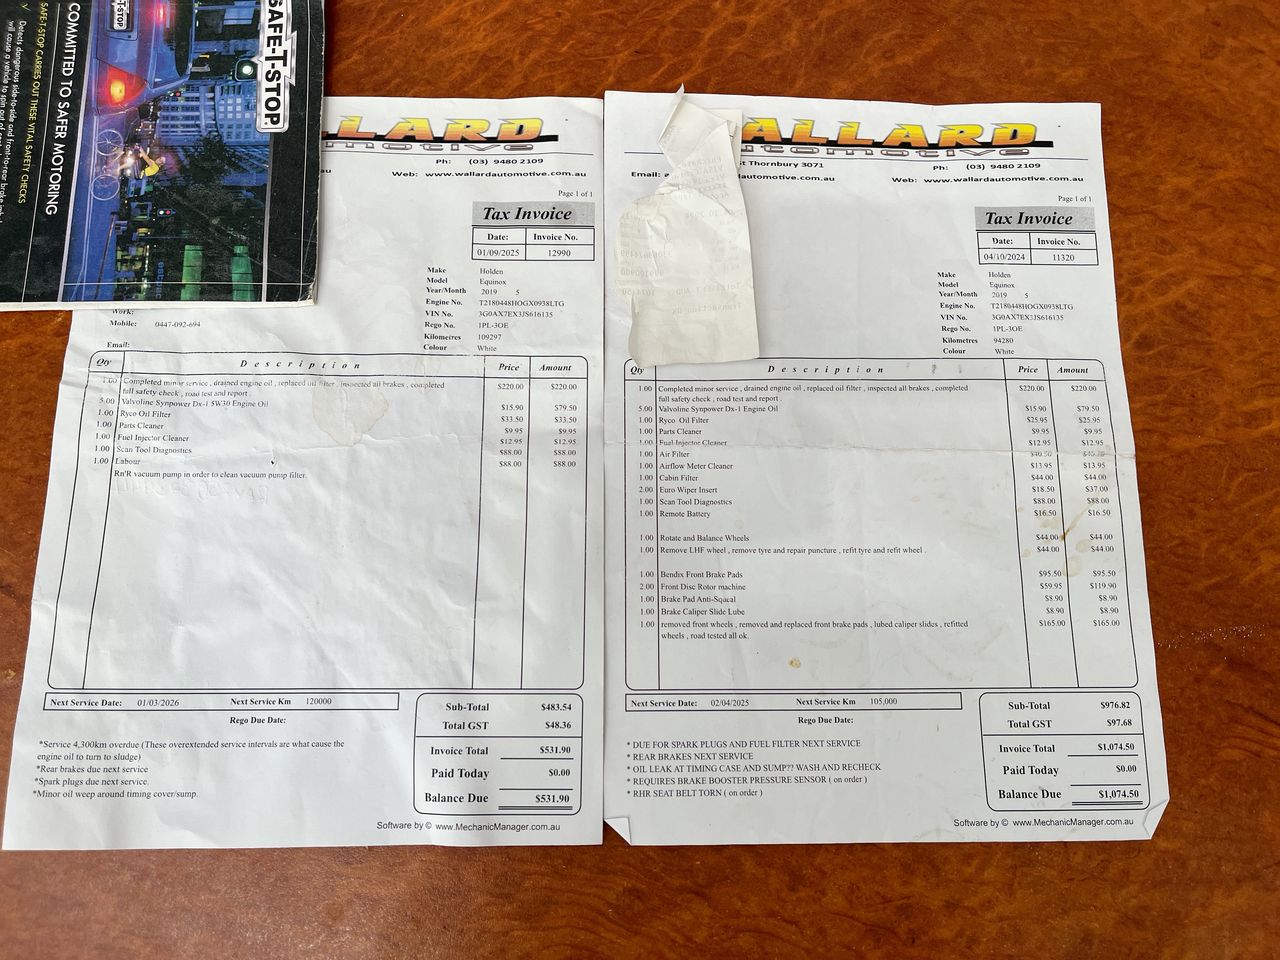 SAFE-T-STOP
COMMITTED TO SAFER MOTORING
SAFE-T-STOP CARRIES OUT THESE VITAL SAFETY CHECKS
Detects dangerous side-to-side and front-to-rear brake
will cause a vehicle to spin out of
LLARD
Ph: (03) 9480 2109
Web: www.wallardautomotive.com.au
Page 1 of 1
Tax Invoice
Date: Invoice No.
01/09/2025 12990
Make Holden
Model Equinox
Year/Month 2019 5
Engine No. T2180448HOGX0938LTG
VIN No. 3G0AX7EX3JS616135
Rego No. 1PL-3OE
Kilometres 109297
Colour White
Work:
Mobile: 0447-092-694
Email:
Qty Description Price Amount
1.00 Completed minor service , drained engine oil , replaced oil filter , inspected all brakes , completed $220.00 $220.00
full safety check , road test and report .
5.00 Valvoline Synpower Dx-1 5W30 Engine Oil $15.90 $79.50
1.00 Ryco Oil Filter $33.50 $33.50
1.00 Parts Cleaner $9.95 $9.95
1.00 Fuel Injector Cleaner $12.95 $12.95
1.00 Scan Tool Diagnostics $88.00 $88.00
1.00 Labour $88.00 $88.00
Rn'R vacuum pump in order to clean vacuum pump filter.
Next Service Date: 01/03/2026 Next Service Km 120000
Rego Due Date:
Sub-Total $483.54
Total GST $48.36
Invoice Total $531.90
Paid Today $0.00
Balance Due $531.90
*Service 4,300km overdue (These overextended service intervals are what cause the
engine oil to turn to sludge)
*Rear brakes due next service
*Spark plugs due next service.
*Minor oil weep around timing cover/sump.
Software by © www.MechanicManager.com.au
WALLARD
automotive
st Thornbury 3071
Ph: (03) 9480 2109
Email: a
dautomotive.com.au
Web: www.wallardautomotive.com.au
Page 1 of 1
Tax Invoice
Date: Invoice No.
04/10/2024 11320
Make Holden
Model Equinox
Year/Month 2019 5
Engine No. T2180448HOGX0938LTG
VIN No. 3G0AX7EX3JS616135
Rego No. 1PL-3OE
Kilometres 94280
Colour White
Qty Description Price Amount
1.00 Completed minor service , drained engine oil , replaced oil filter , inspected all brakes , completed $220.00 $220.00
full safety check , road test and report .
5.00 Valvoline Synpower Dx-1 Engine Oil $15.90 $79.50
1.00 Ryco Oil Filter $25.95 $25.95
1.00 Parts Cleaner $9.95 $9.95
1.00 Fuel Injector Cleaner $12.95 $12.95
1.00 Air Filter
1.00 Airflow Meter Cleaner $13.95 $13.95
1.00 Cabin Filter $44.00 $44.00
2.00 Euro Wiper Insert $18.50 $37.00
1.00 Scan Tool Diagnostics $88.00 $88.00
1.00 Remote Battery $16.50 $16.50
1.00 Rotate and Balance Wheels $44.00 $44.00
1.00 Remove LHF wheel , remove tyre and repair puncture , refit tyre and refit wheel . $44.00 $44.00
1.00 Bendix Front Brake Pads $95.50 $95.50
2.00 Front Disc Rotor machine $59.95 $119.90
1.00 Brake Pad Anti-Squeal $8.90 $8.90
1.00 Brake Caliper Slide Lube $8.90 $8.90
1.00 removed front wheels , removed and replaced front brake pads , lubed caliper slides , refitted $165.00 $165.00
wheels , road tested all ok.
Next Service Date: 02/04/2025 Next Service Km 105,000
Rego Due Date:
Sub-Total $976.82
Total GST $97.68
Invoice Total $1,074.50
Paid Today $0.00
Balance Due $1,074.50
* DUE FOR SPARK PLUGS AND FUEL FILTER NEXT SERVICE
* REAR BRAKES NEXT SERVICE
* OIL LEAK AT TIMING CASE AND SUMP?? WASH AND RECHECK
* REQUIRES BRAKE BOOSTER PRESSURE SENSOR ( on order )
* RHR SEAT BELT TORN ( on order )
Software by © www.MechanicManager.com.au